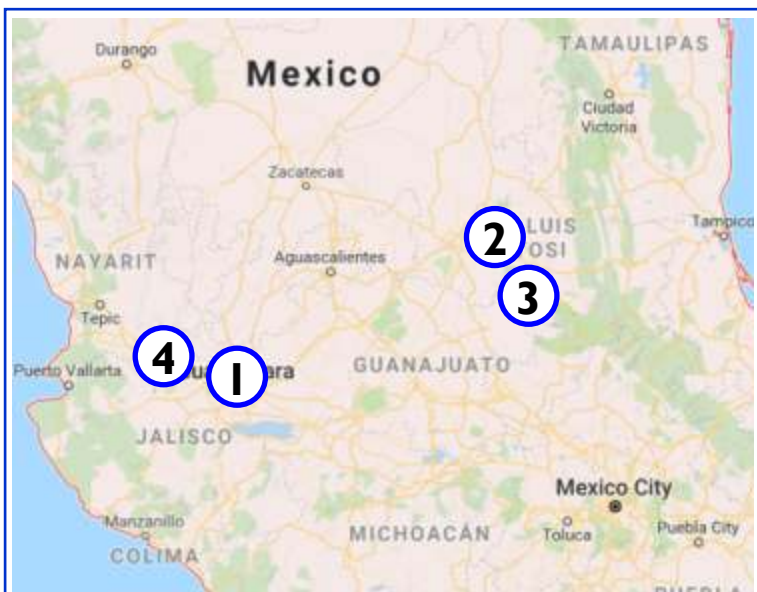 Durango
TAMAULIPAS
Mexico
Ciudad
Victoria
Zacatecas
2
LUIS
OSI
Tampico
NAYARIT
Aguascalientes
3
Tepic
4
Puerto Vallarta
1
ara
GUANAJUATO
JALISCO
Mexico City
Manzanillo
MICHOACÁN
Toluca
Puebla City
COLIMA